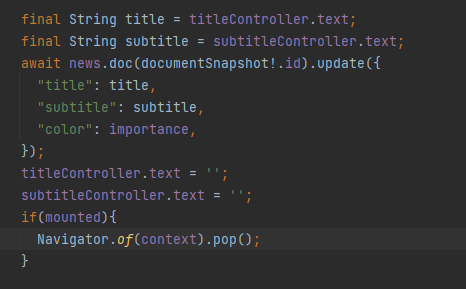 final String title = titleController.text;
final String subtitle = subtitleController.text;
await news.doc(documentSnapshot!.id).update({
  "title": title,
  "subtitle": subtitle,
  "color": importance,
});
titleController.text = '';
subtitleController.text = '';
if(mounted){
  Navigator.of(context).pop();
}